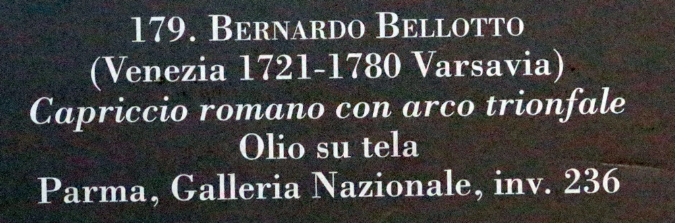 179. BERNARDO BELLOTTO
(Venezia 1721-1780 Varsavia)
Capriccio romano con arco trionfale
Olio su tela
Parma, Galleria Nazionale, inv. 236